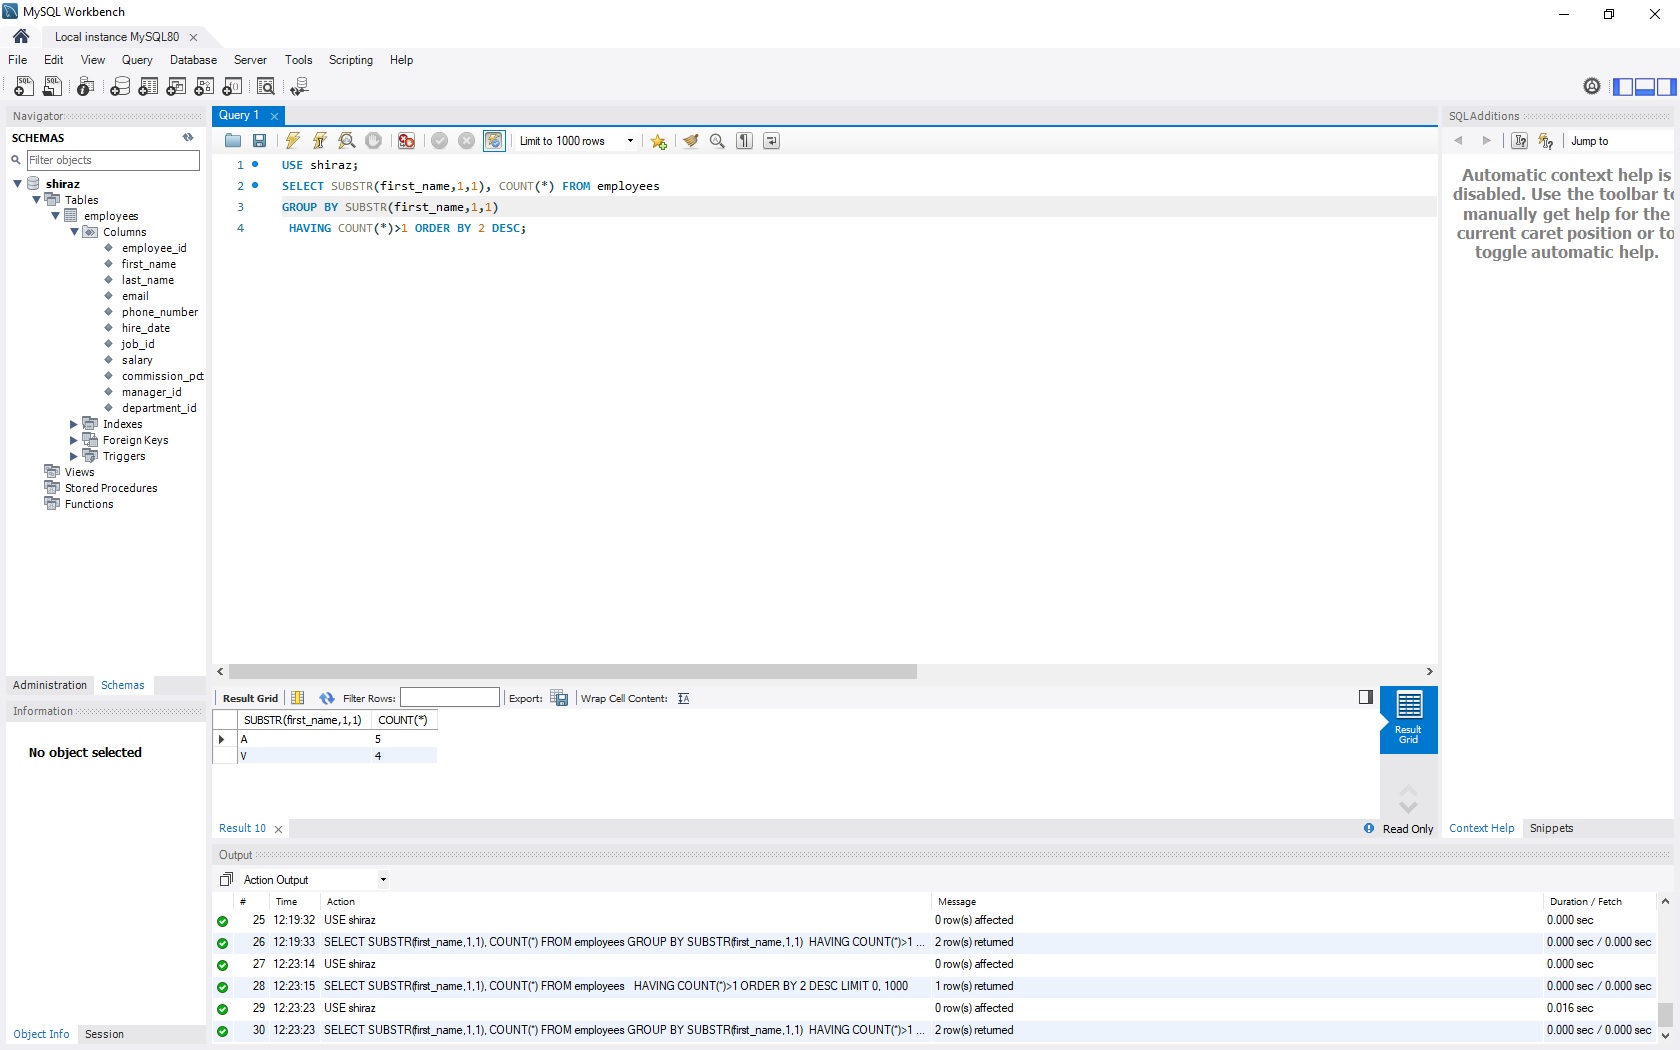 MySQL Workbench
Local instance MySQL80
File Edit View Query Database Server Tools Scripting Help
Navigator
SCHEMAS
Filter objects
shiraz
Tables
employees
Columns
employee_id
first_name
last_name
email
phone_number
hire_date
job_id
salary
commission_pct
manager_id
department_id
Indexes
Foreign Keys
Triggers
Views
Stored Procedures
Functions
Administration Schemas
Information
No object selected
Object Info Session
Query 1
Limit to 1000 rows
1 USE shiraz;
2 SELECT SUBSTR(first_name,1,1), COUNT(*) FROM employees
3 GROUP BY SUBSTR(first_name,1,1)
4 HAVING COUNT(*)>1 ORDER BY 2 DESC;
Result Grid Filter Rows: Export: Wrap Cell Content:
SUBSTR(first_name,1,1) COUNT(*)
A 5
V 4
Result Grid
Result 10
Read Only
SQLAdditions
Jump to
Automatic context help is
disabled. Use the toolbar to
manually get help for the
current caret position or to
toggle automatic help.
Context Help Snippets
Output
Action Output
# Time Action Message Duration / Fetch
25 12:19:32 USE shiraz 0 row(s) affected 0.000 sec
26 12:19:33 SELECT SUBSTR(first_name,1,1), COUNT(*) FROM employees GROUP BY SUBSTR(first_name,1,1) HAVING COUNT(*)>1 ... 2 row(s) returned 0.000 sec / 0.000 sec
27 12:23:14 USE shiraz 0 row(s) affected 0.000 sec
28 12:23:15 SELECT SUBSTR(first_name,1,1), COUNT(*) FROM employees HAVING COUNT(*)>1 ORDER BY 2 DESC LIMIT 0, 1000 1 row(s) returned 0.000 sec / 0.000 sec
29 12:23:23 USE shiraz 0 row(s) affected 0.016 sec
30 12:23:23 SELECT SUBSTR(first_name,1,1), COUNT(*) FROM employees GROUP BY SUBSTR(first_name,1,1) HAVING COUNT(*)>1 ... 2 row(s) returned 0.000 sec / 0.000 sec